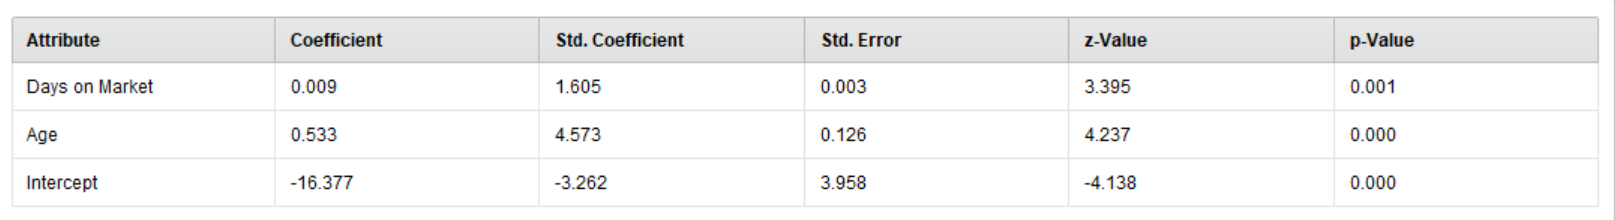 Attribute Coefficient Std. Coefficient Std. Error z-Value p-Value
Days on Market 0.009 1.605 0.003 3.395 0.001
Age 0.533 4.573 0.126 4.237 0.000
Intercept -16.377 -3.262 3.958 -4.138 0.000